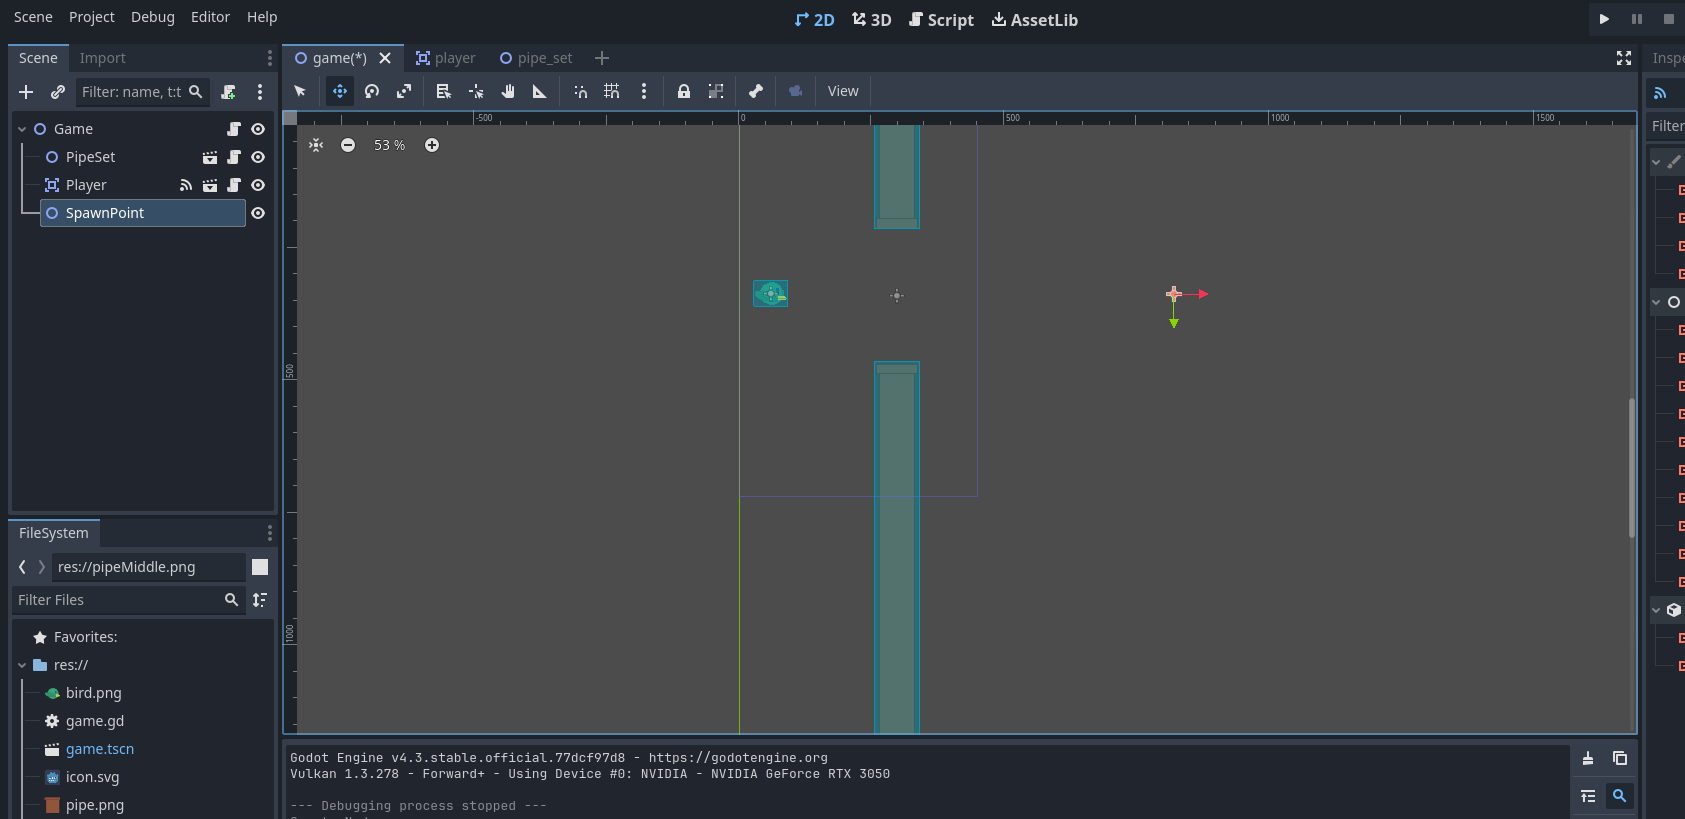 Scene Project Debug Editor Help
2D 3D Script AssetLib
Scene Import
game(*) player pipe_set
Inspe
Filter: name, t:t
View
Filter
-500 0 500 1000 1500
53 %
Game
PipeSet
Player
SpawnPoint
500
1000
FileSystem
res://pipeMiddle.png
Filter Files
Favorites:
res://
bird.png
game.gd
game.tscn
icon.svg
pipe.png
Godot Engine v4.3.stable.official.77dcf97d8 - https://godotengine.org
Vulkan 1.3.278 - Forward+ - Using Device #0: NVIDIA - NVIDIA GeForce RTX 3050
--- Debugging process stopped ---